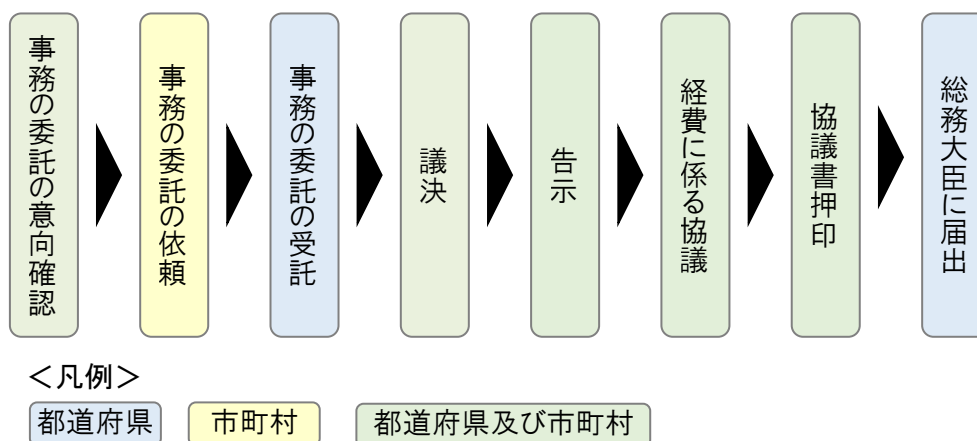 事務の委託の意向確認
事務の委託の依頼
事務の委託の受託
議決
告示
経費に係る協議
協議書押印
総務大臣に届出
＜凡例＞
都道府県
市町村
都道府県及び市町村